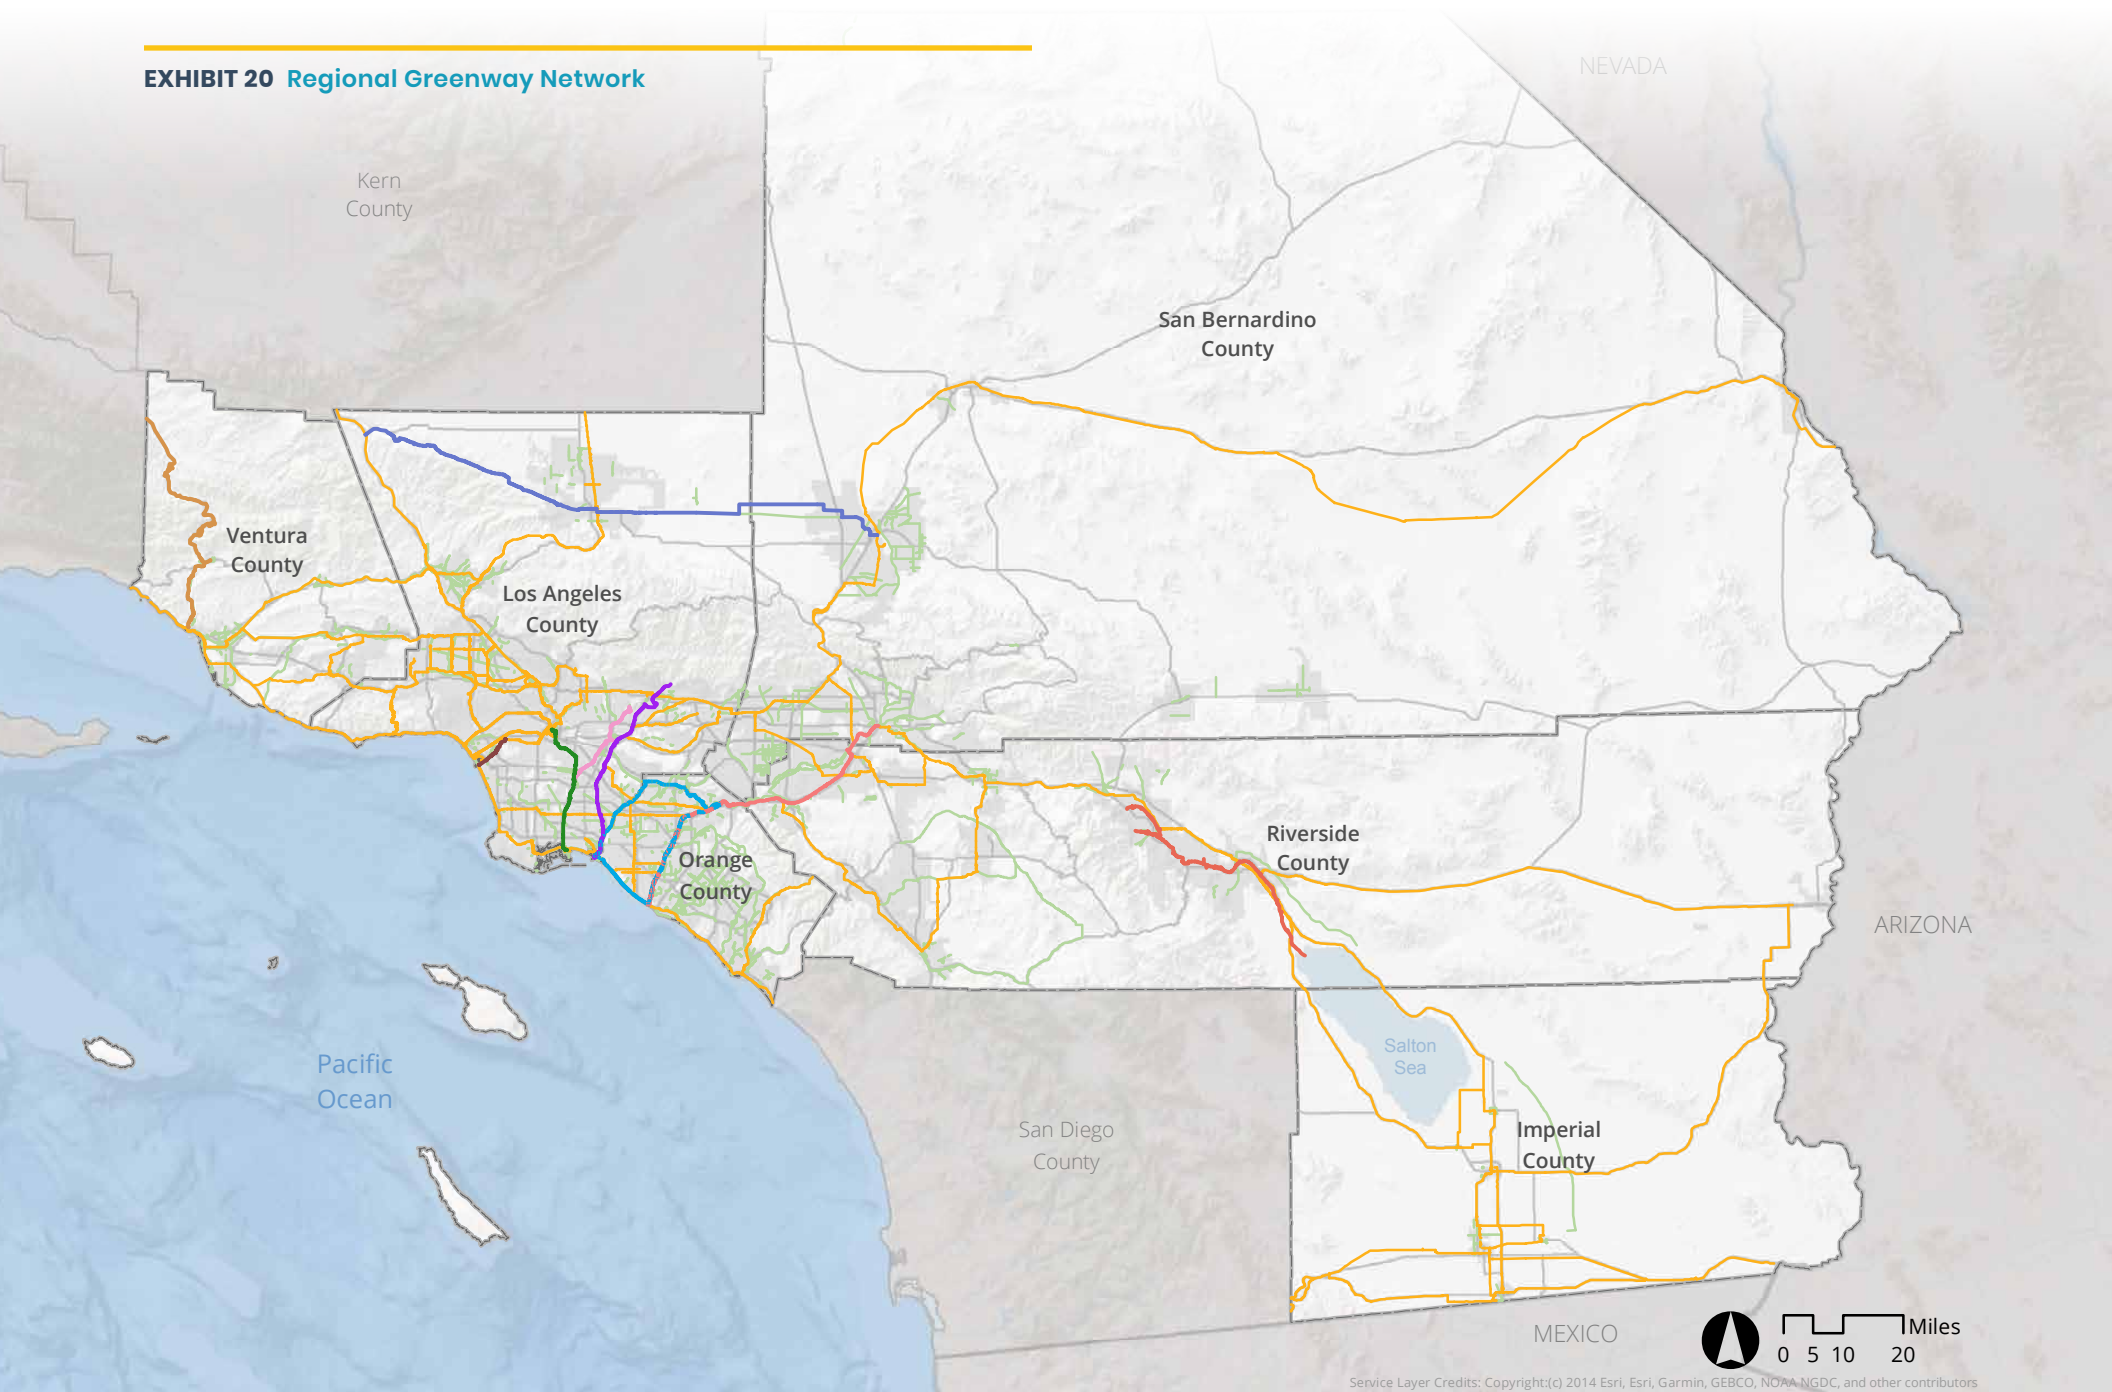 EXHIBIT 20 Regional Greenway Network
NEVADA
Kern
County
San Bernardino
County
Ventura
County
Los Angeles
County
Riverside
County
Orange
County
ARIZONA
Salton
Sea
Pacific
Ocean
San Diego
County
Imperial
County
MEXICO
Miles
0 5 10 20
Service Layer Credits: Copyright:(c) 2014 Esri, Esri, Garmin, GEBCO, NOAA NGDC, and other contributors